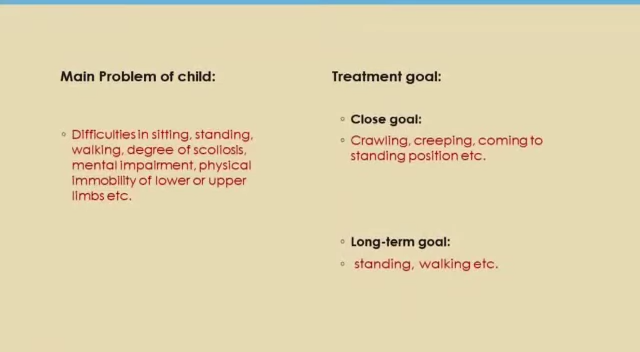 Main Problem of child:
Difficulties in sitting, standing,
walking, degree of scoliosis,
mental impairment, physical
immobility of lower or upper
limbs etc.
Treatment goal:
Close goal:
Crawling, creeping, coming to
standing position etc.
Long-term goal:
standing, walking etc.